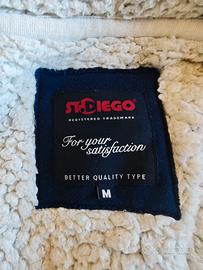 ST.DIEGO
REGISTERED TRADEMARK
For your
satisfaction
BETTER QUALITY TYPE
M